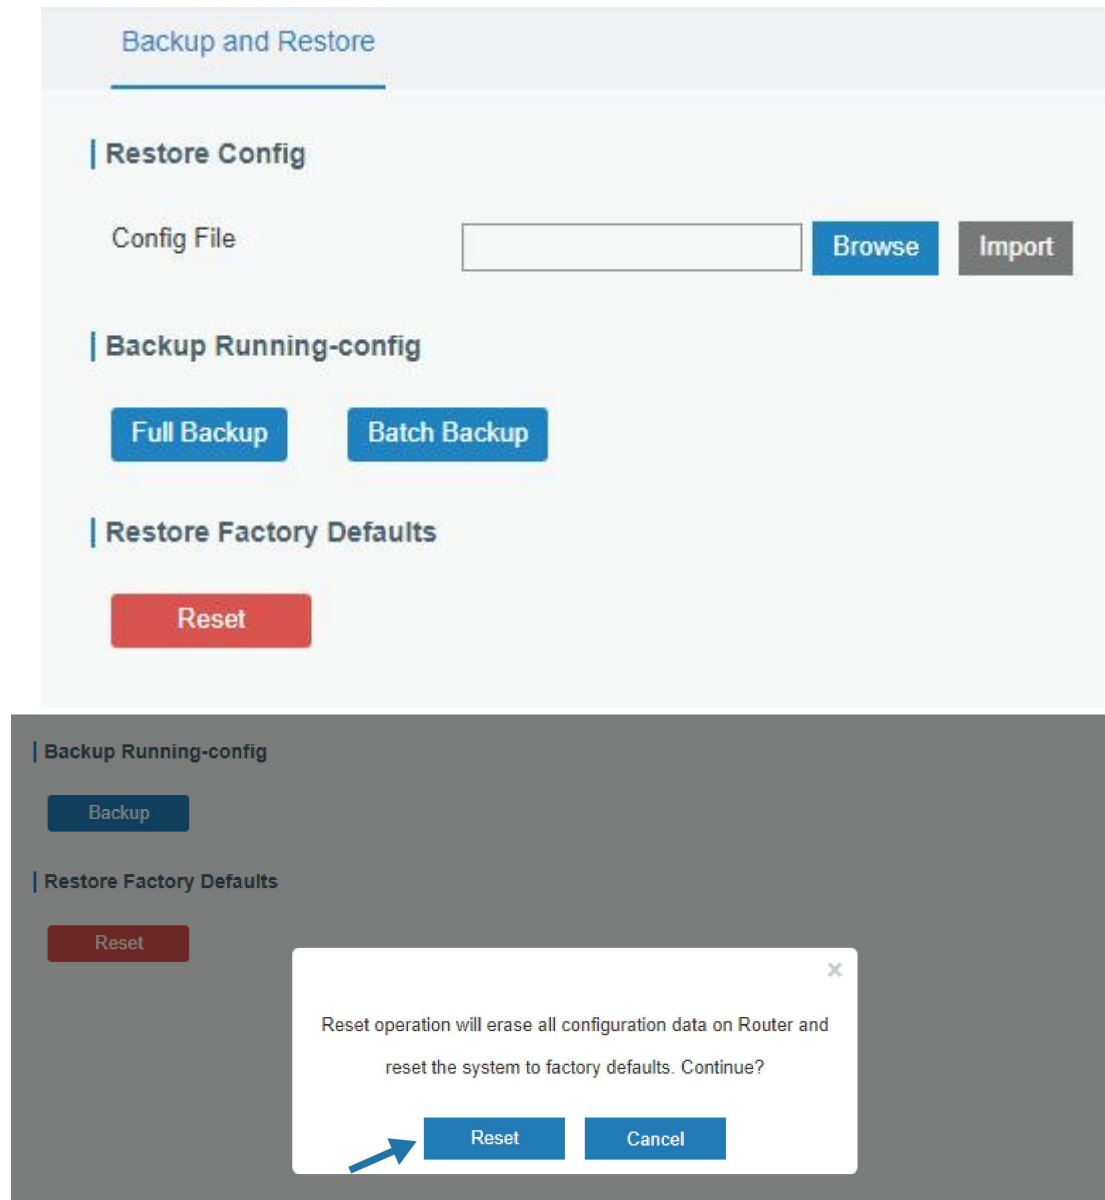 Backup and Restore
Restore Config
Config File
Browse
Import
Backup Running-config
Full Backup
Batch Backup
Restore Factory Defaults
Reset
Backup Running-config
Backup
Restore Factory Defaults
Reset
×
Reset operation will erase all configuration data on Router and
reset the system to factory defaults. Continue?
Reset
Cancel